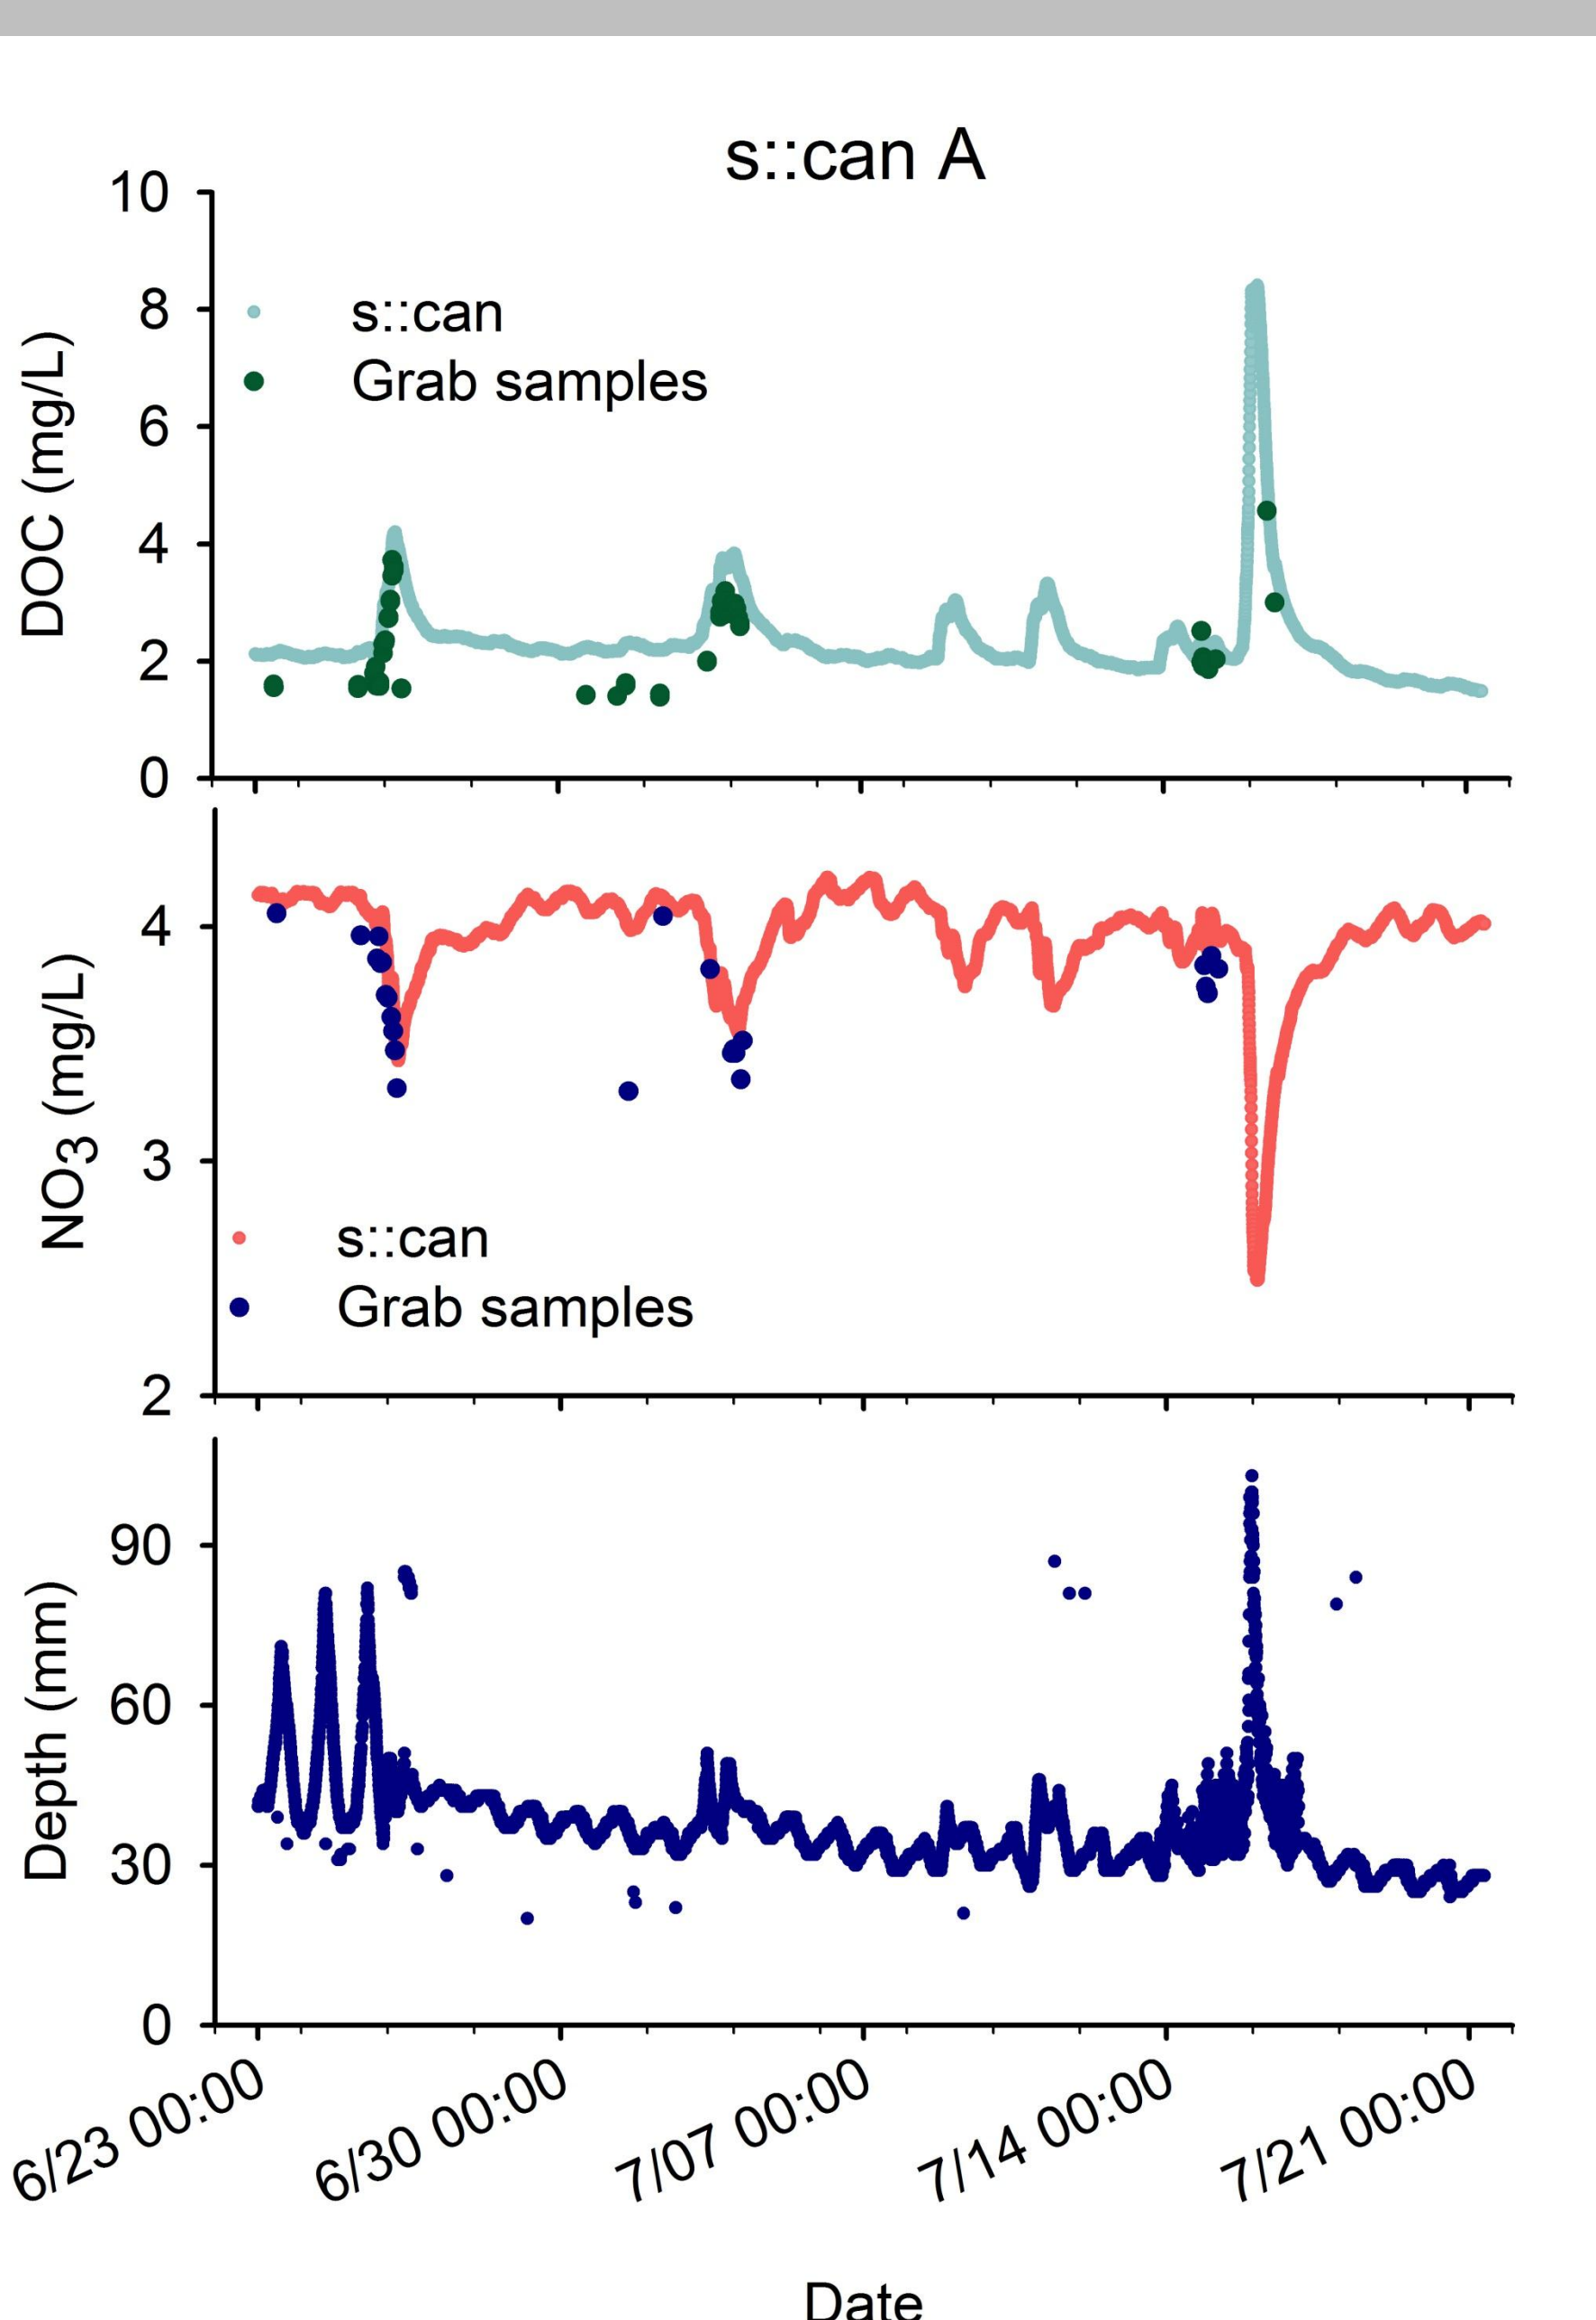 s::can A
10
8
6
4
2
0
DOC (mg/L)
s::can
Grab samples
4
3
2
NO3 (mg/L)
s::can
Grab samples
90
60
30
0
Depth (mm)
6/23 00:00
6/30 00:00
7/07 00:00
7/14 00:00
7/21 00:00
Date